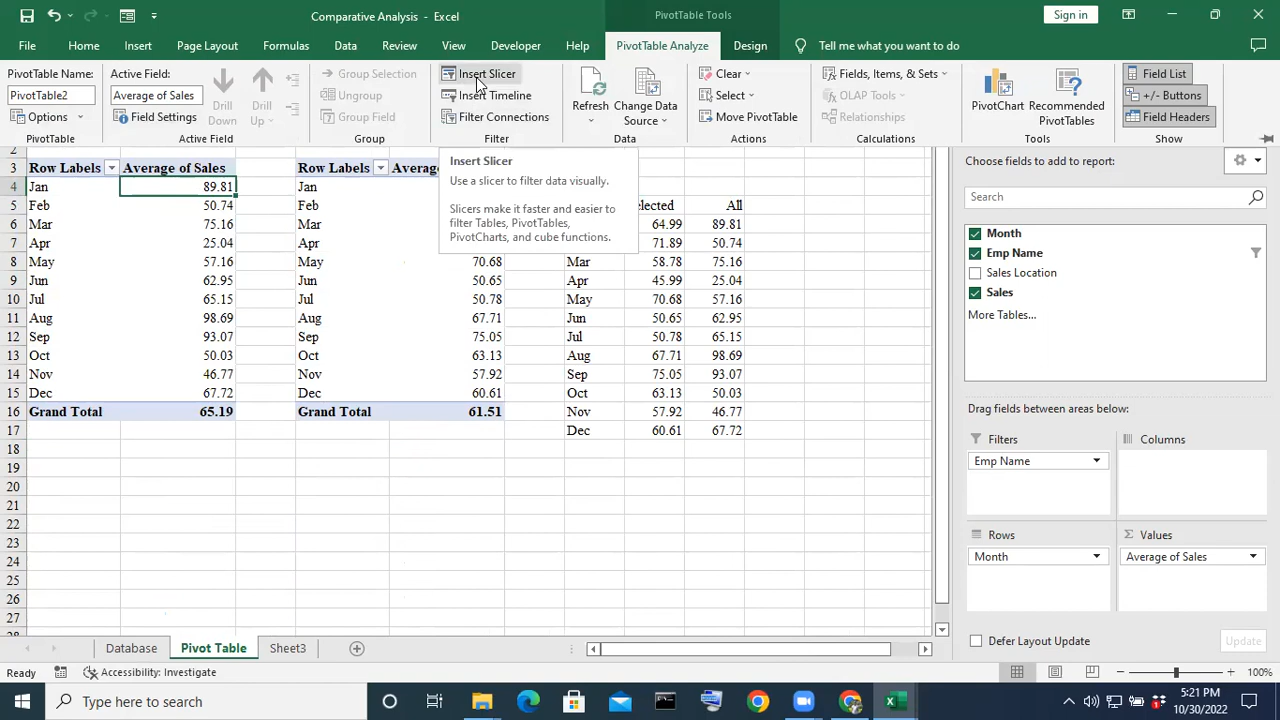 Comparative Analysis - Excel
PivotTable Tools
Sign in
File Home Insert Page Layout Formulas Data Review View Developer Help PivotTable Analyze Design Tell me what you want to do
PivotTable Name:
PivotTable2
Options
PivotTable
Active Field:
Average of Sales
Field Settings
Drill Down
Drill Up
Active Field
Group Selection
Ungroup
Group Field
Group
Insert Slicer
Insert Timeline
Filter Connections
Filter
Refresh
Change Data Source
Data
Clear
Select
Move PivotTable
Actions
Fields, Items, & Sets
OLAP Tools
Relationships
Calculations
PivotChart
Recommended PivotTables
Tools
Field List
+/- Buttons
Field Headers
Show
Insert Slicer
Use a slicer to filter data visually.
Slicers make it faster and easier to
filter Tables, PivotTables,
PivotCharts, and cube functions.
2
3 Row Labels Average of Sales Row Labels
4 Jan 89.81 Jan
5 Feb 50.74 Feb All
6 Mar 75.16 Mar 64.99 89.81
7 Apr 25.04 Apr 71.89 50.74
8 May 57.16 May 70.68 Mar 58.78 75.16
9 Jun 62.95 Jun 50.65 Apr 45.99 25.04
10 Jul 65.15 Jul 50.78 May 70.68 57.16
11 Aug 98.69 Aug 67.71 Jun 50.65 62.95
12 Sep 93.07 Sep 75.05 Jul 50.78 65.15
13 Oct 50.03 Oct 63.13 Aug 67.71 98.69
14 Nov 46.77 Nov 57.92 Sep 75.05 93.07
15 Dec 67.72 Dec 60.61 Oct 63.13 50.03
16 Grand Total 65.19 Grand Total 61.51 Nov 57.92 46.77
17 Dec 60.61 67.72
18
19
20
21
22
23
24
25
26
27
28
Choose fields to add to report:
Search
Month
Emp Name
Sales Location
Sales
More Tables...
Drag fields between areas below:
Filters
Emp Name
Columns
Rows
Month
Values
Average of Sales
Defer Layout Update Update
Database Pivot Table Sheet3
Ready Accessibility: Investigate 100%
Type here to search
5:21 PM
10/30/2022